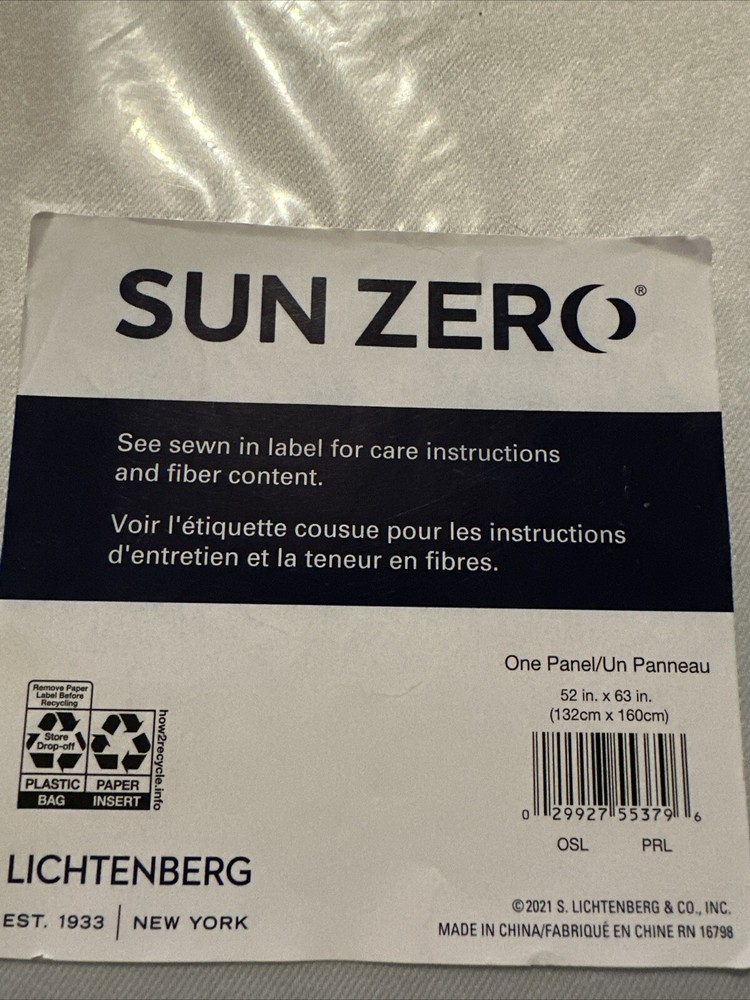 SUN ZERO®
See sewn in label for care instructions
and fiber content.
Voir l'étiquette cousue pour les instructions
d'entretien et la teneur en fibres.
One Panel/Un Panneau
52 in. x 63 in.
(132cm x 160cm)
0 29927 55379 6
OSL PRL
Remove Paper
Label Before
Recycling
Store
Drop-off
PLASTIC PAPER
BAG INSERT
how2recycle.info
LICHTENBERG
EST. 1933 | NEW YORK
©2021 S. LICHTENBERG & CO., INC.
MADE IN CHINA/FABRIQUÉ EN CHINE RN 16798